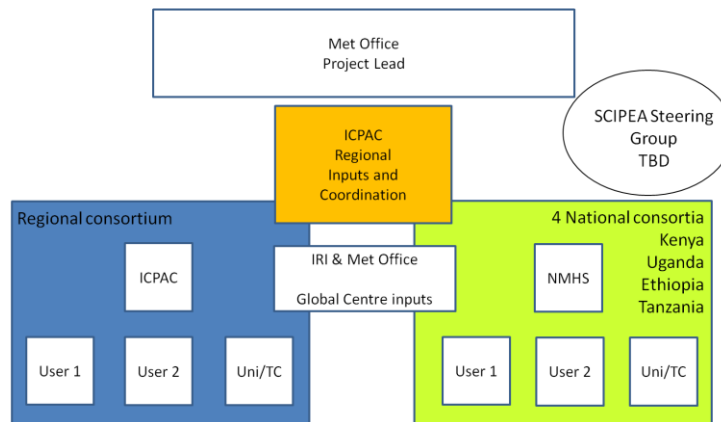 Met Office
Project Lead
SCIPEA Steering
Group
TBD
ICPAC
Regional
Inputs and
Coordination
Regional consortium
4 National consortia
Kenya
Uganda
Ethiopia
Tanzania
ICPAC
IRI & Met Office
Global Centre inputs
NMHS
User 1
User 2
Uni/TC
User 1
User 2
Uni/TC